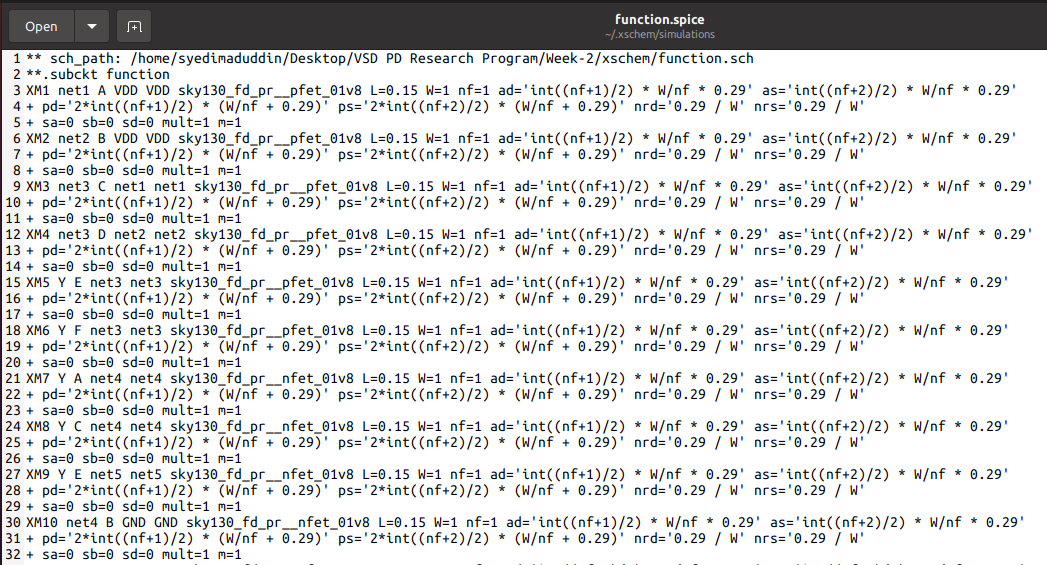 Open
function.spice
~/.xschem/simulations
1 ** sch_path: /home/syedimaduddin/Desktop/VSD PD Research Program/Week-2/xschem/function.sch
2 **.subckt function
3 XM1 net1 A VDD VDD sky130_fd_pr__pfet_01v8 L=0.15 W=1 nf=1 ad='int((nf+1)/2) * W/nf * 0.29' as='int((nf+2)/2) * W/nf * 0.29'
4 + pd='2*int((nf+1)/2) * (W/nf + 0.29)' ps='2*int((nf+2)/2) * (W/nf + 0.29)' nrd='0.29 / W' nrs='0.29 / W'
5 + sa=0 sb=0 sd=0 mult=1 m=1
6 XM2 net2 B VDD VDD sky130_fd_pr__pfet_01v8 L=0.15 W=1 nf=1 ad='int((nf+1)/2) * W/nf * 0.29' as='int((nf+2)/2) * W/nf * 0.29'
7 + pd='2*int((nf+1)/2) * (W/nf + 0.29)' ps='2*int((nf+2)/2) * (W/nf + 0.29)' nrd='0.29 / W' nrs='0.29 / W'
8 + sa=0 sb=0 sd=0 mult=1 m=1
9 XM3 net3 C net1 net1 sky130_fd_pr__pfet_01v8 L=0.15 W=1 nf=1 ad='int((nf+1)/2) * W/nf * 0.29' as='int((nf+2)/2) * W/nf * 0.29'
10 + pd='2*int((nf+1)/2) * (W/nf + 0.29)' ps='2*int((nf+2)/2) * (W/nf + 0.29)' nrd='0.29 / W' nrs='0.29 / W'
11 + sa=0 sb=0 sd=0 mult=1 m=1
12 XM4 net3 D net2 net2 sky130_fd_pr__pfet_01v8 L=0.15 W=1 nf=1 ad='int((nf+1)/2) * W/nf * 0.29' as='int((nf+2)/2) * W/nf * 0.29'
13 + pd='2*int((nf+1)/2) * (W/nf + 0.29)' ps='2*int((nf+2)/2) * (W/nf + 0.29)' nrd='0.29 / W' nrs='0.29 / W'
14 + sa=0 sb=0 sd=0 mult=1 m=1
15 XM5 Y E net3 net3 sky130_fd_pr__pfet_01v8 L=0.15 W=1 nf=1 ad='int((nf+1)/2) * W/nf * 0.29' as='int((nf+2)/2) * W/nf * 0.29'
16 + pd='2*int((nf+1)/2) * (W/nf + 0.29)' ps='2*int((nf+2)/2) * (W/nf + 0.29)' nrd='0.29 / W' nrs='0.29 / W'
17 + sa=0 sb=0 sd=0 mult=1 m=1
18 XM6 Y F net3 net3 sky130_fd_pr__pfet_01v8 L=0.15 W=1 nf=1 ad='int((nf+1)/2) * W/nf * 0.29' as='int((nf+2)/2) * W/nf * 0.29'
19 + pd='2*int((nf+1)/2) * (W/nf + 0.29)' ps='2*int((nf+2)/2) * (W/nf + 0.29)' nrd='0.29 / W' nrs='0.29 / W'
20 + sa=0 sb=0 sd=0 mult=1 m=1
21 XM7 Y A net4 net4 sky130_fd_pr__nfet_01v8 L=0.15 W=1 nf=1 ad='int((nf+1)/2) * W/nf * 0.29' as='int((nf+2)/2) * W/nf * 0.29'
22 + pd='2*int((nf+1)/2) * (W/nf + 0.29)' ps='2*int((nf+2)/2) * (W/nf + 0.29)' nrd='0.29 / W' nrs='0.29 / W'
23 + sa=0 sb=0 sd=0 mult=1 m=1
24 XM8 Y C net4 net4 sky130_fd_pr__nfet_01v8 L=0.15 W=1 nf=1 ad='int((nf+1)/2) * W/nf * 0.29' as='int((nf+2)/2) * W/nf * 0.29'
25 + pd='2*int((nf+1)/2) * (W/nf + 0.29)' ps='2*int((nf+2)/2) * (W/nf + 0.29)' nrd='0.29 / W' nrs='0.29 / W'
26 + sa=0 sb=0 sd=0 mult=1 m=1
27 XM9 Y E net5 net5 sky130_fd_pr__nfet_01v8 L=0.15 W=1 nf=1 ad='int((nf+1)/2) * W/nf * 0.29' as='int((nf+2)/2) * W/nf * 0.29'
28 + pd='2*int((nf+1)/2) * (W/nf + 0.29)' ps='2*int((nf+2)/2) * (W/nf + 0.29)' nrd='0.29 / W' nrs='0.29 / W'
29 + sa=0 sb=0 sd=0 mult=1 m=1
30 XM10 net4 B GND GND sky130_fd_pr__nfet_01v8 L=0.15 W=1 nf=1 ad='int((nf+1)/2) * W/nf * 0.29' as='int((nf+2)/2) * W/nf * 0.29'
31 + pd='2*int((nf+1)/2) * (W/nf + 0.29)' ps='2*int((nf+2)/2) * (W/nf + 0.29)' nrd='0.29 / W' nrs='0.29 / W'
32 + sa=0 sb=0 sd=0 mult=1 m=1